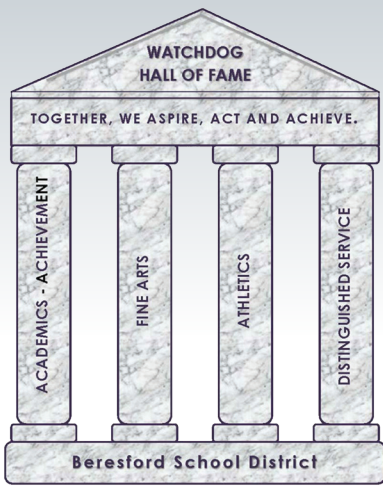 WATCHDOG
HALL OF FAME
TOGETHER, WE ASPIRE, ACT AND ACHIEVE.
ACADEMICS - ACHIEVEMENT
FINE ARTS
ATHLETICS
DISTINGUISHED SERVICE
Beresford School District